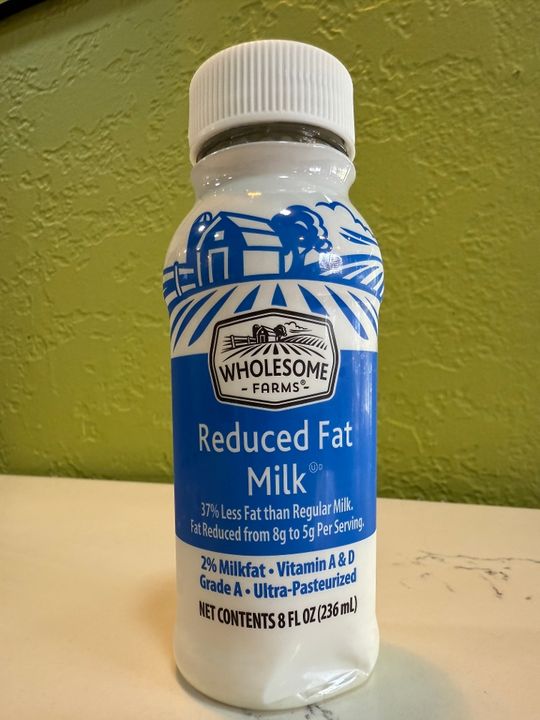 WHOLESOME
- FARMS® -
Reduced Fat
Milk Ⓤ D
37% Less Fat than Regular Milk.
Fat Reduced from 8g to 5g Per Serving.
2% Milkfat • Vitamin A & D
Grade A • Ultra-Pasteurized
NET CONTENTS 8 FL OZ (236 mL)